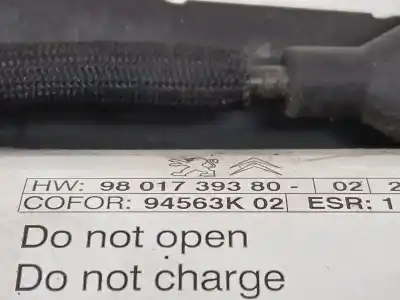 HW: 98 017 393 80- 02 2
COFOR: 94563K 02 ESR: 1
Do not open
Do not charge